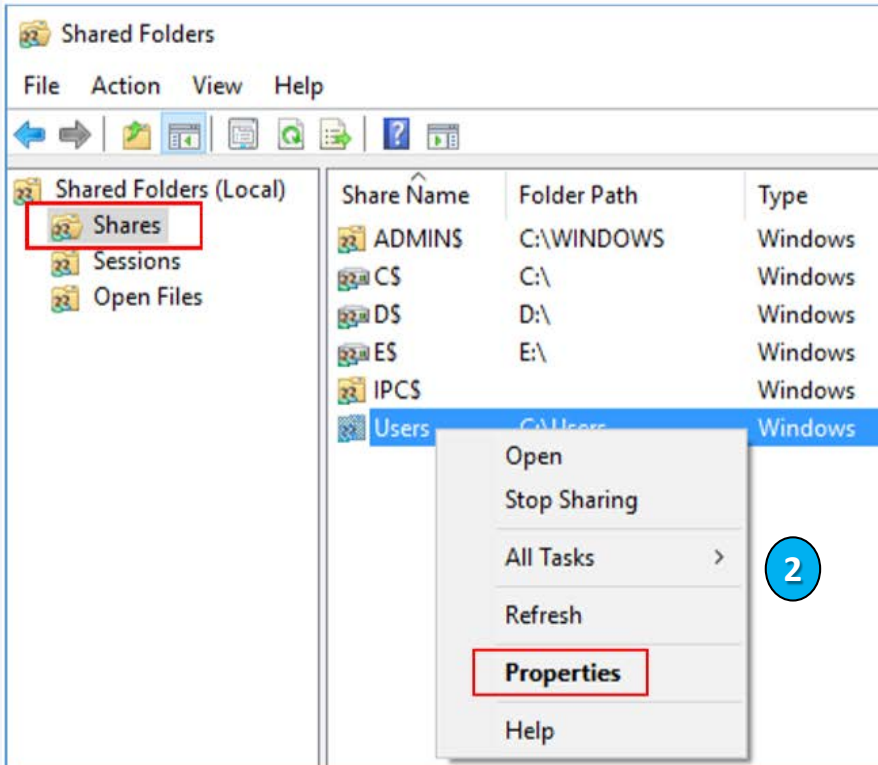 Shared Folders
File Action View Help
Shared Folders (Local)
Shares
Sessions
Open Files
Share Name Folder Path Type
ADMIN$ C:\WINDOWS Windows
C$ C:\ Windows
D$ D:\ Windows
E$ E:\ Windows
IPC$ Windows
Users C:\Users Windows
Open
Stop Sharing
All Tasks >
2
Refresh
Properties
Help